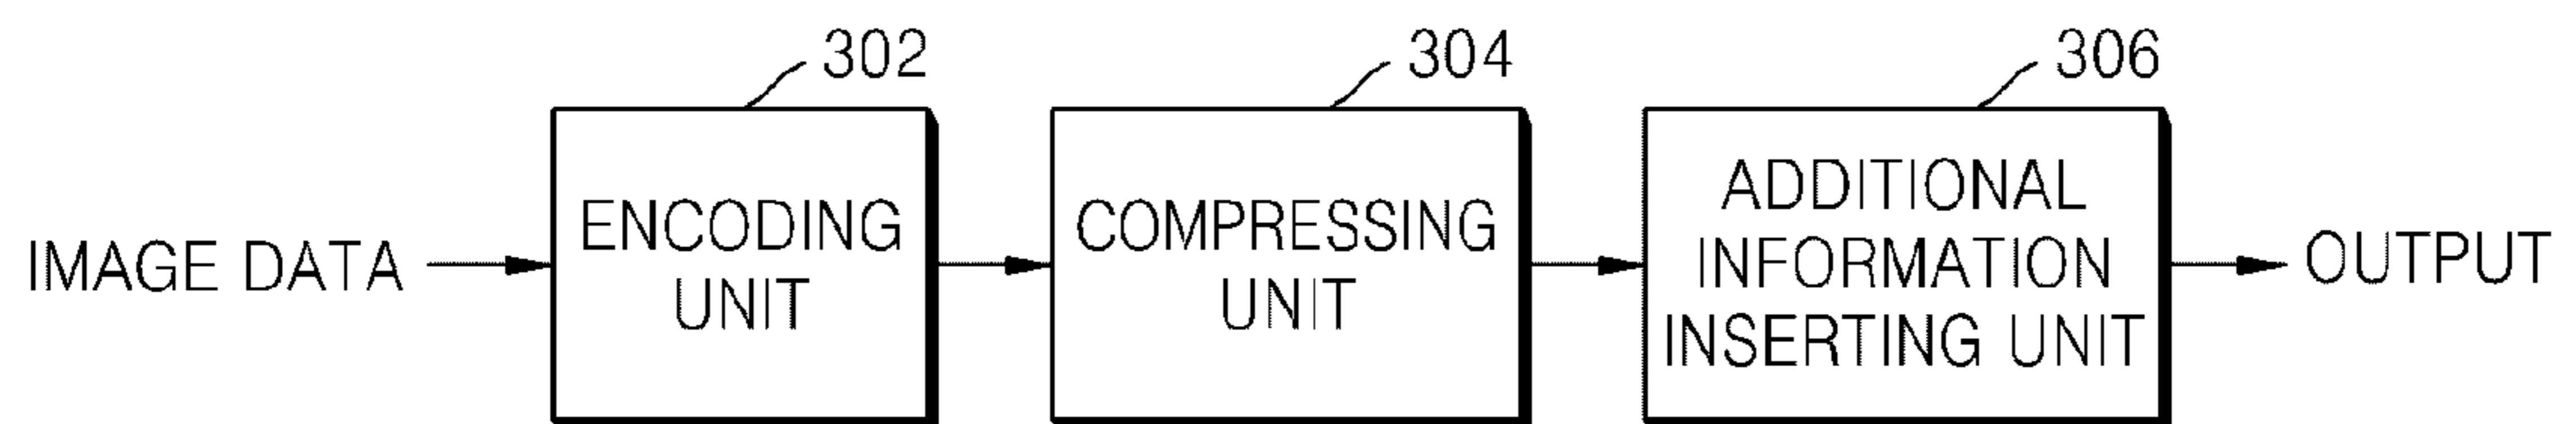 302
304
306
IMAGE DATA
ENCODING
UNIT
COMPRESSING
UNIT
ADDITIONAL
INFORMATION
INSERTING UNIT
OUTPUT